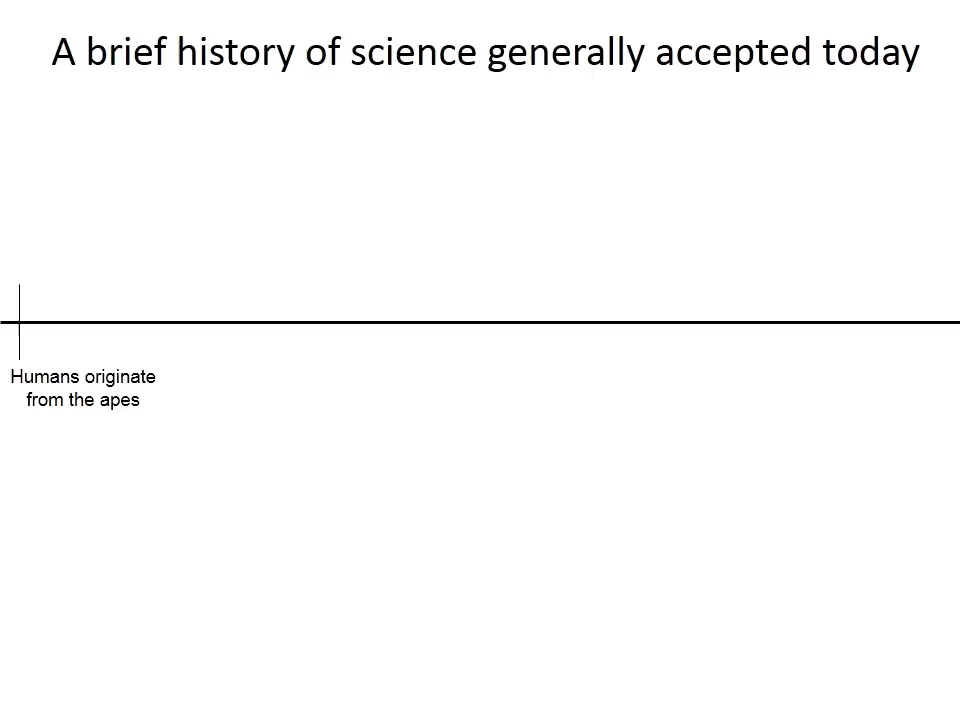 A brief history of science generally accepted today
Humans originate
from the apes